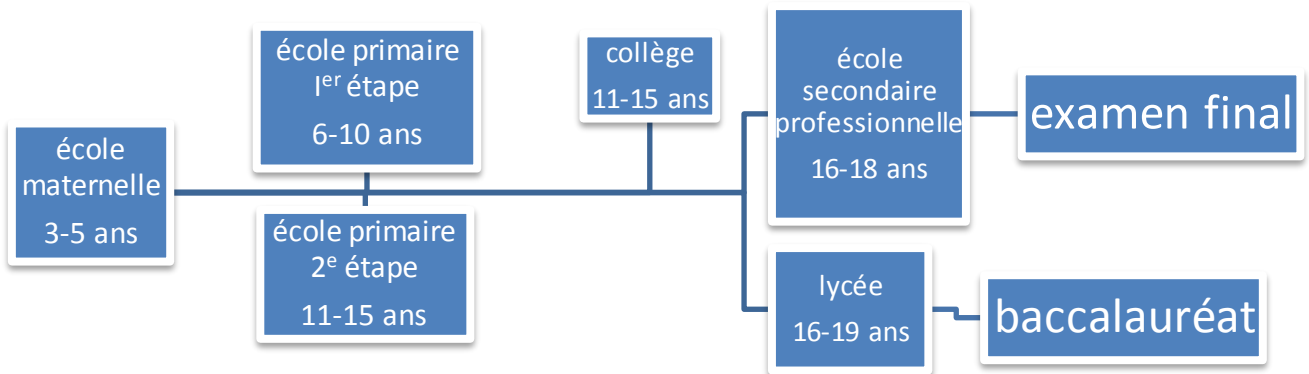 école
maternelle
3-5 ans
école primaire
Iᵉʳ étape
6-10 ans
école primaire
2ᵉ étape
11-15 ans
collège
11-15 ans
école
secondaire
professionnelle
16-18 ans
examen final
lycée
16-19 ans
baccalauréat